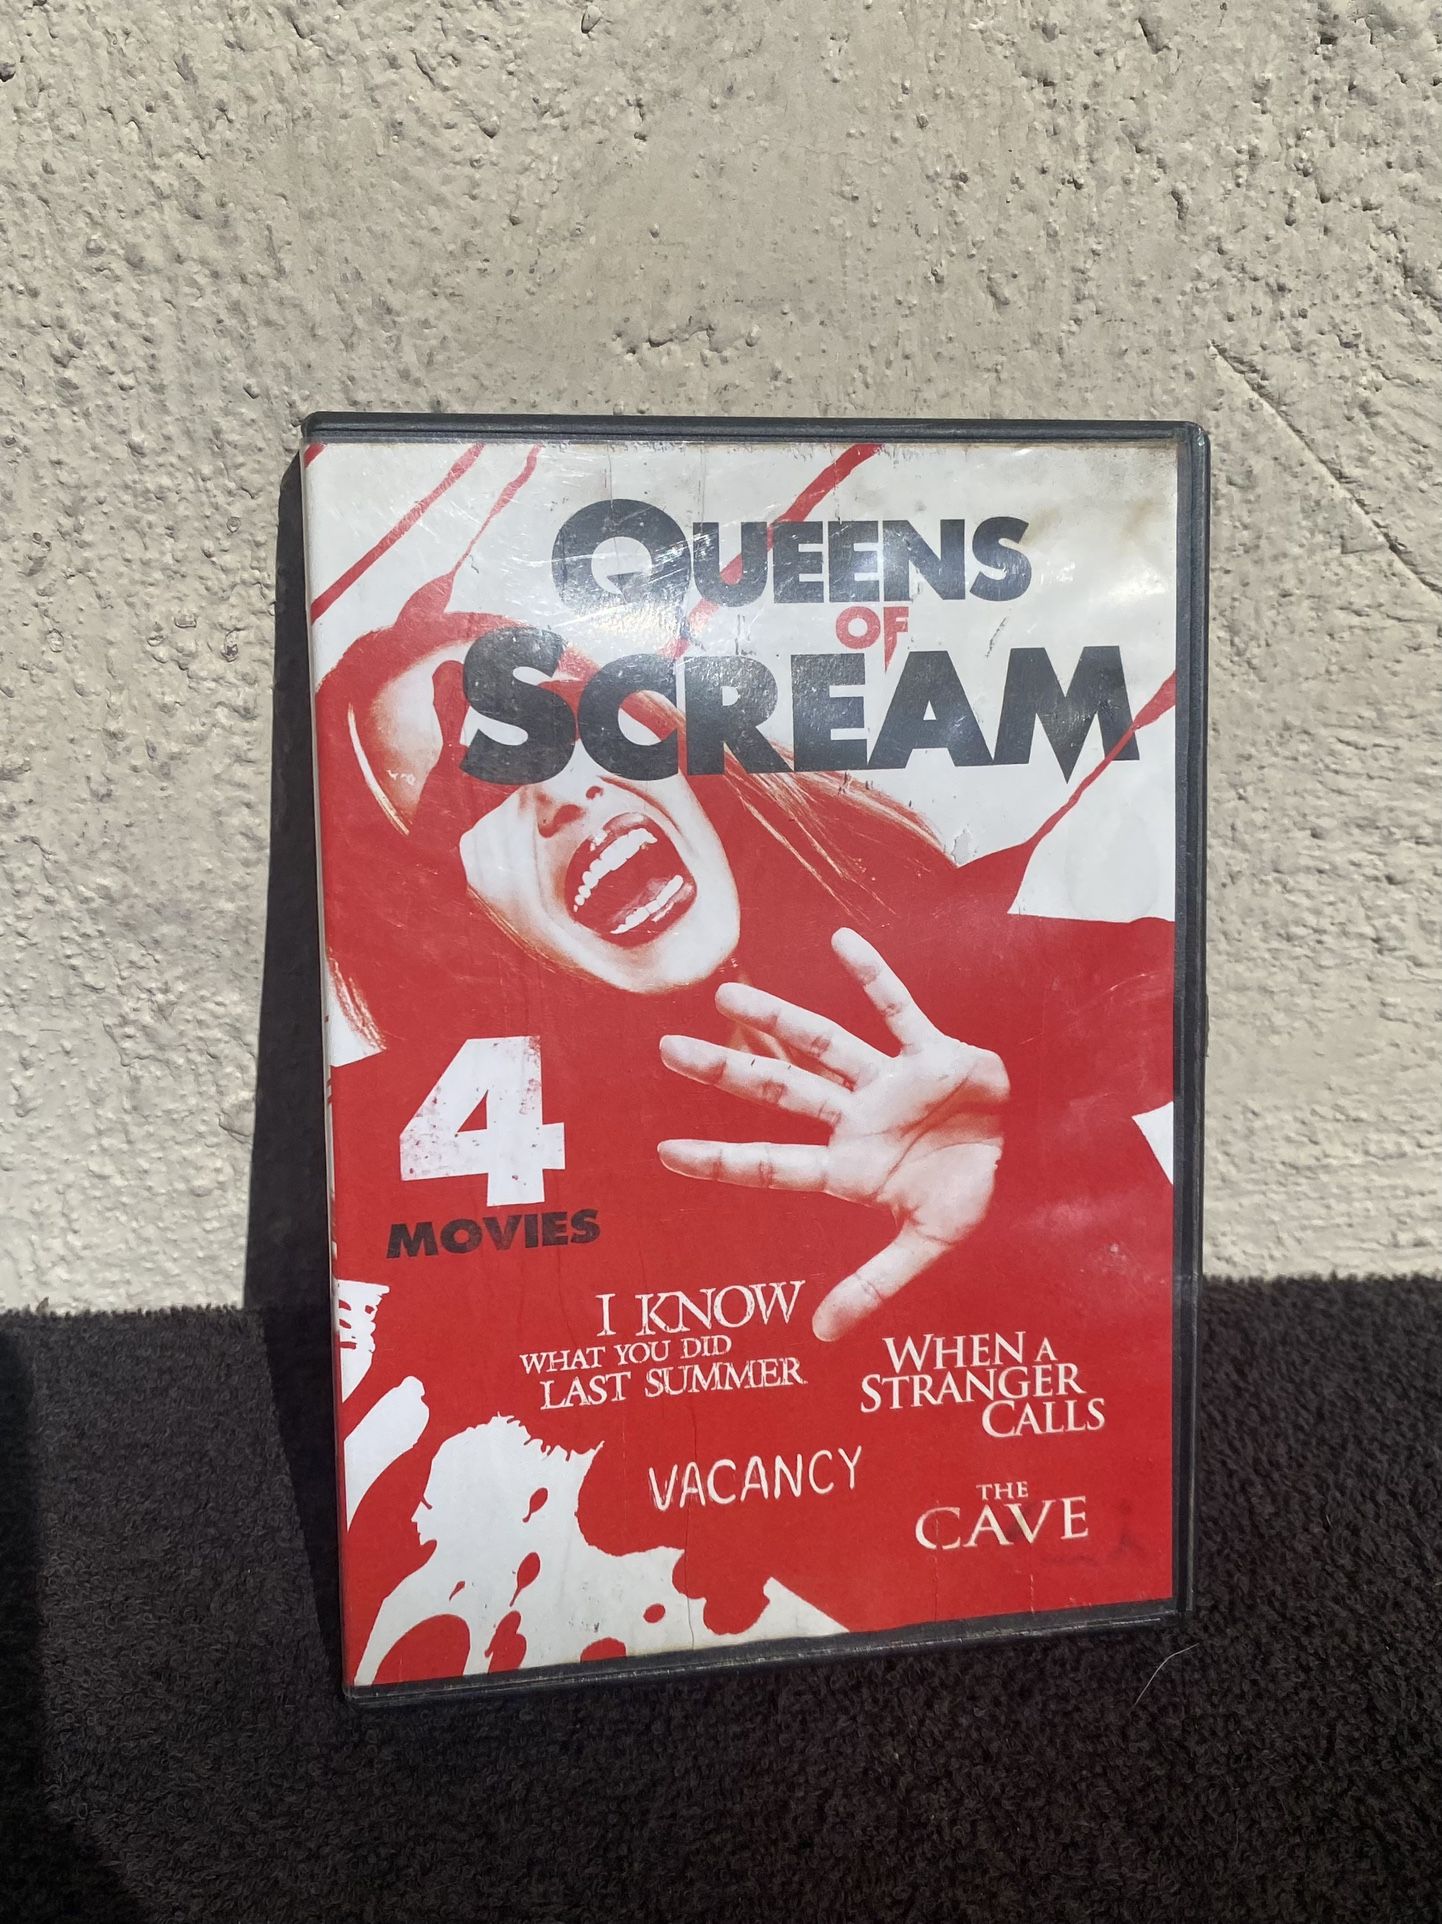 QUEENS
OF
SCREAM
4
MOVIES
I KNOW
WHAT YOU DID
LAST SUMMER
WHEN A
STRANGER
CALLS
VACANCY
THE
CAVE